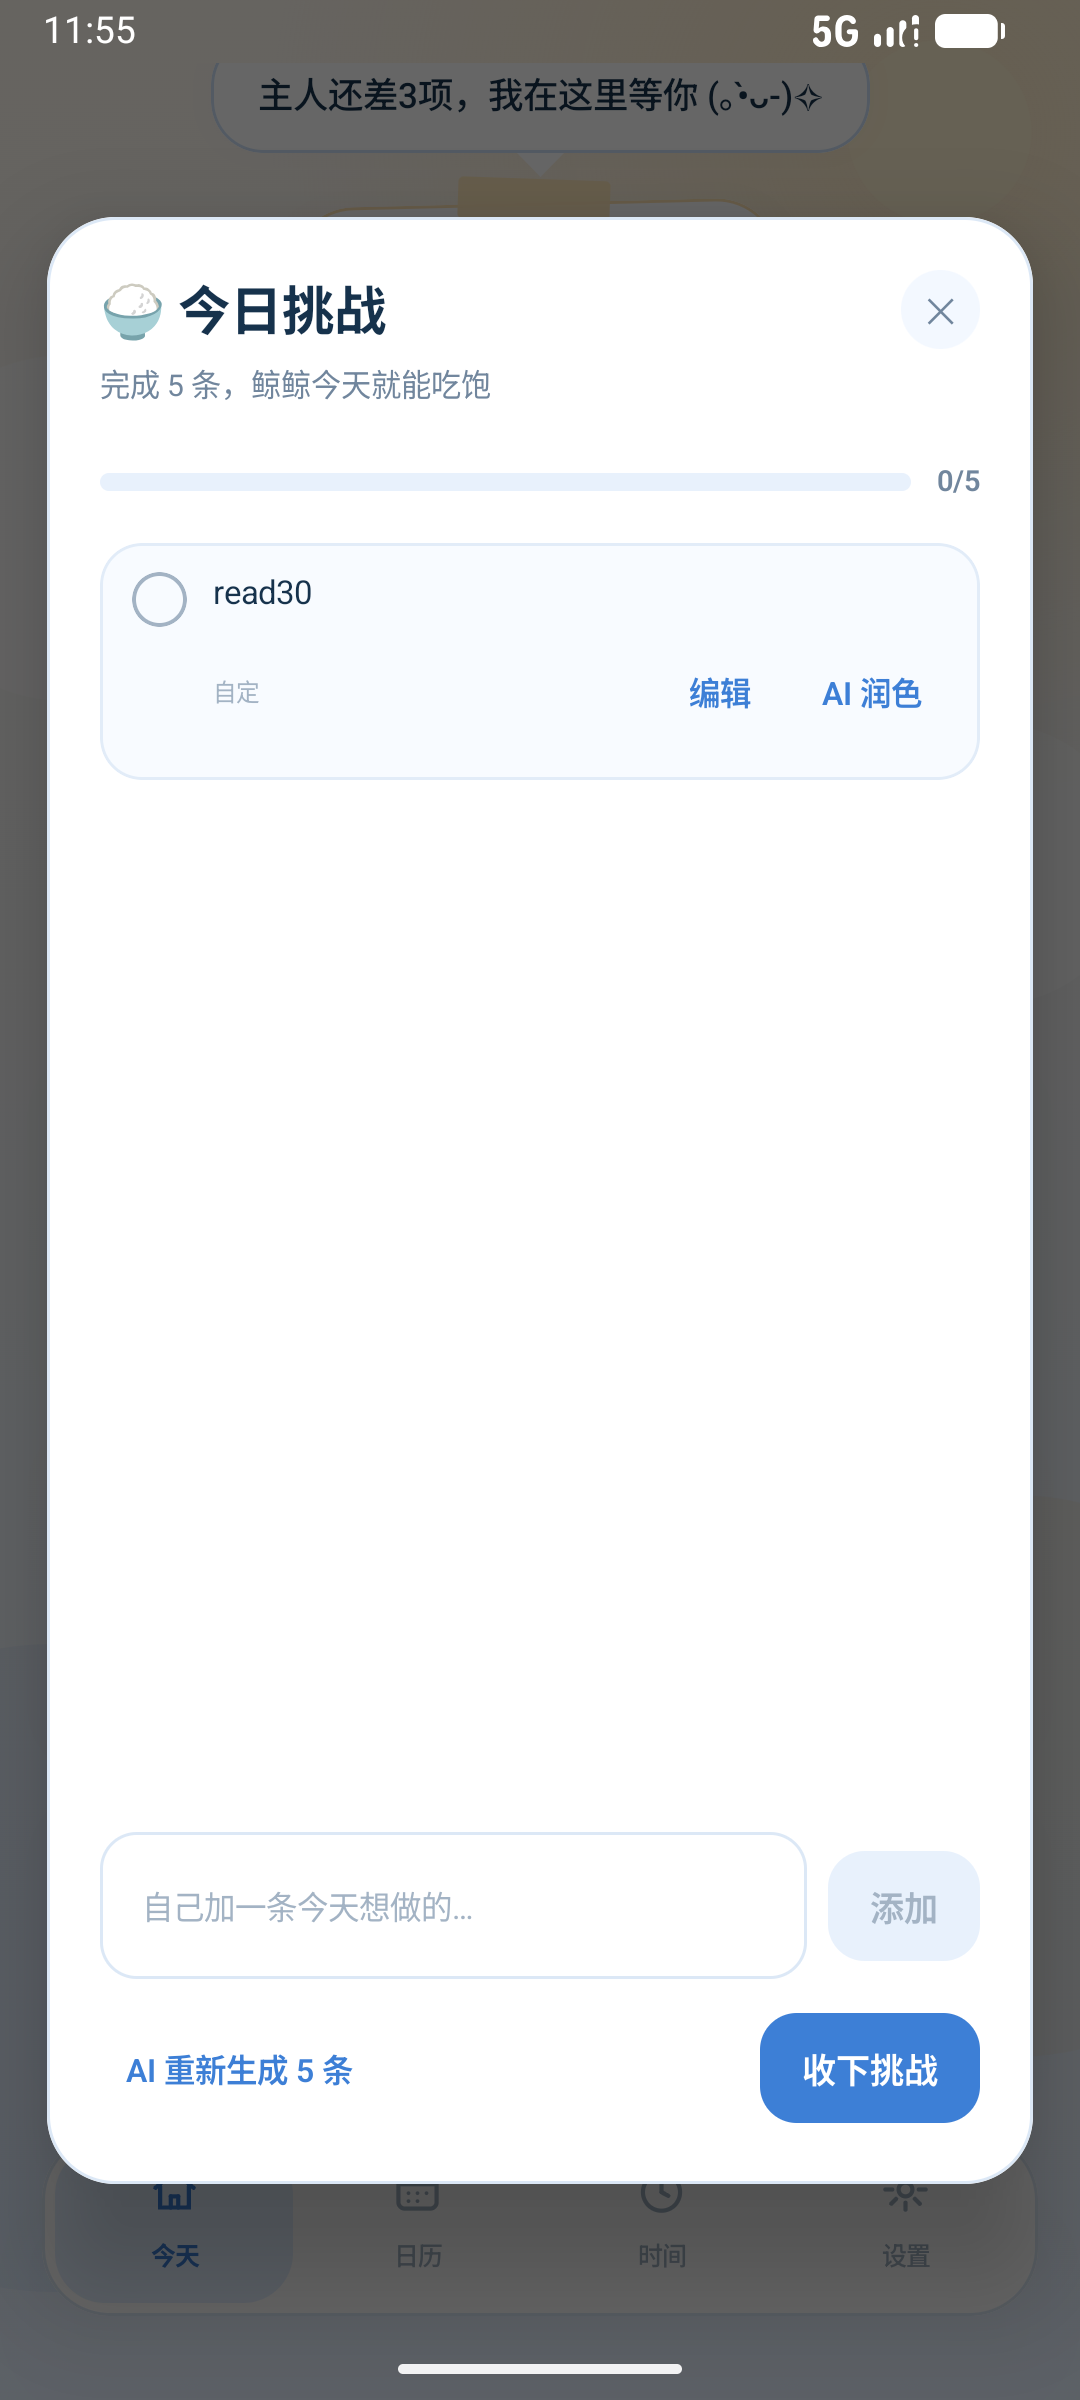 11:55
5G
主人还差3项，我在这里等你 (｡•̀ᴗ-)✧
🍚 今日挑战
完成 5 条，鲸鲸今天就能吃饱
0/5
read30
自定
编辑
AI 润色
自己加一条今天想做的...
添加
AI 重新生成 5 条
收下挑战
今天
日历
时间
设置